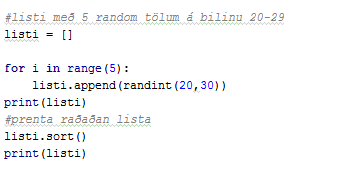 #listi með 5 random tölum á bilinu 20-29
listi = []
for i in range(5):
    listi.append(randint(20,30))
print(listi)
#prenta raðaðan lista
listi.sort()
print(listi)